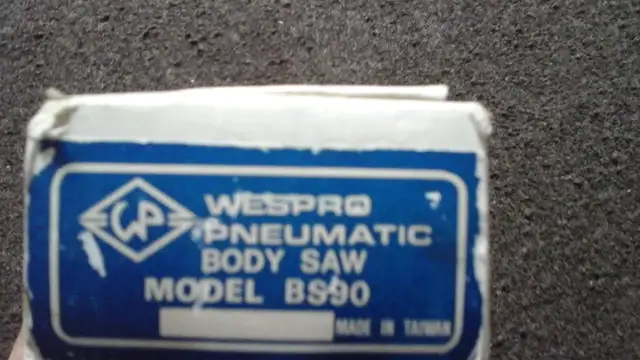 WP
WESPRO
PNEUMATIC
BODY SAW
MODEL BS90
MADE IN TAIWAN